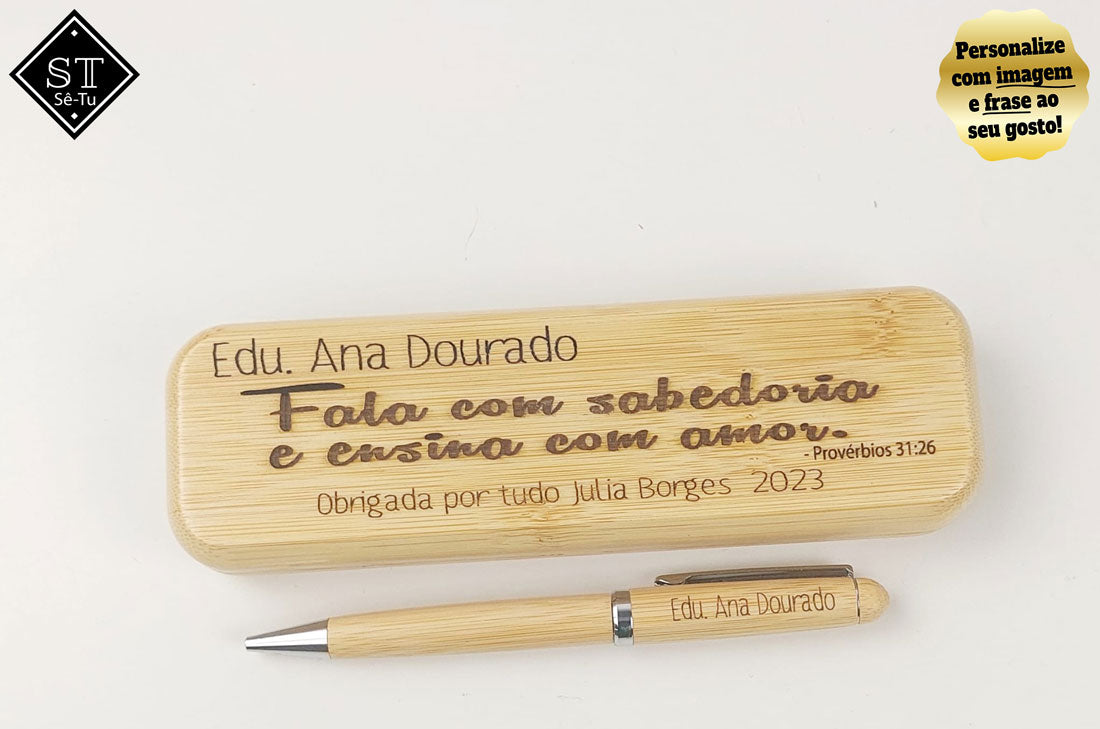 ST
Sê-Tu
Personalize
com imagem
e frase ao
seu gosto!
Edu. Ana Dourado
Fala com sabedoria
e ensina com amor.
- Provérbios 31:26
Obrigada por tudo Julia Borges 2023
Edu. Ana Dourado